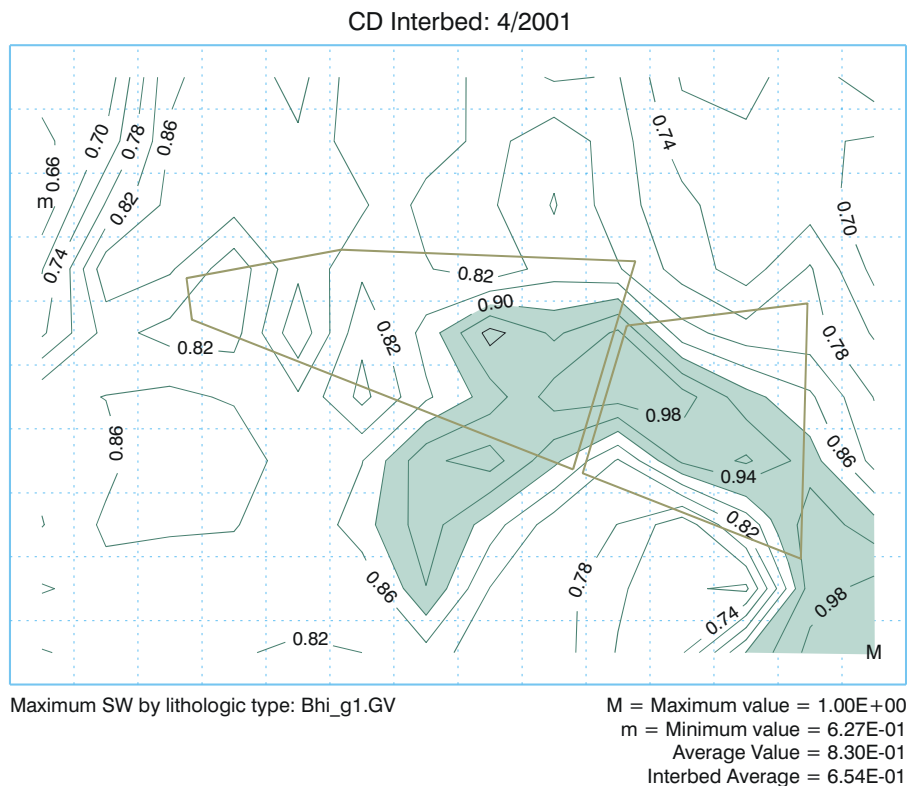 CD Interbed: 4/2001
0.70
0.78
0.86
0.74
0.66
m
0.82
0.70
0.74
0.82
0.90
0.82
0.82
0.78
0.98
0.86
0.86
0.94
0.82
0.86
0.78
0.98
0.74
0.82
M
Maximum SW by lithologic type: Bhi_g1.GV
M = Maximum value = 1.00E+00
m = Minimum value = 6.27E-01
Average Value = 8.30E-01
Interbed Average = 6.54E-01